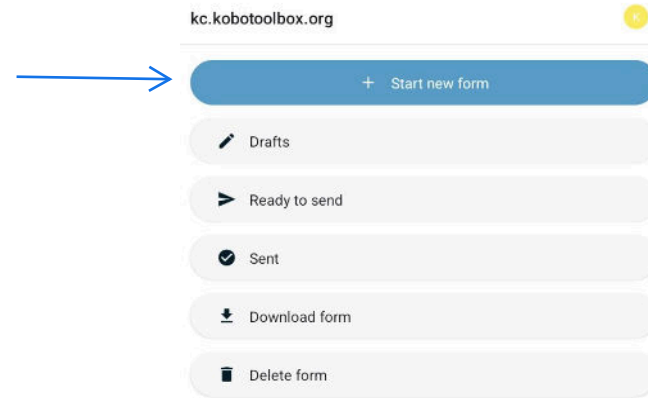 kc.kobotoolbox.org
K
+ Start new form
Drafts
Ready to send
Sent
Download form
Delete form